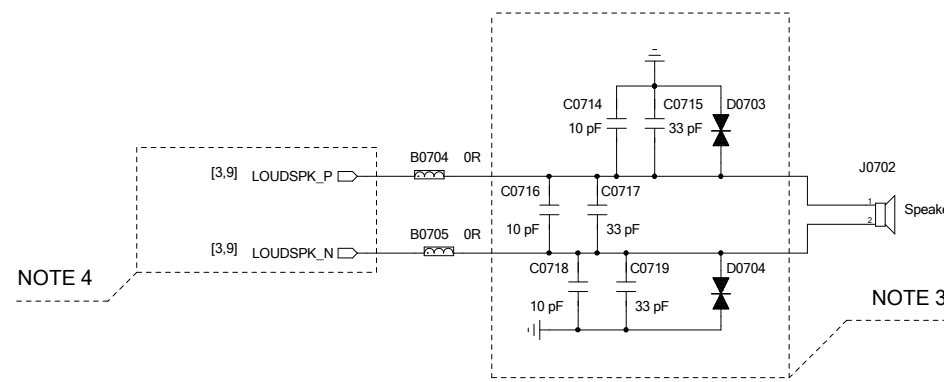 C0714
C0715
D0703
10 pF
33 pF
J0702
B0704 0R
[3,9] LOUDSPK_P
C0716
C0717
1
2
Speake
10 pF
33 pF
B0705 0R
[3,9] LOUDSPK_N
C0718
C0719
D0704
NOTE 4
10 pF
33 pF
NOTE 3